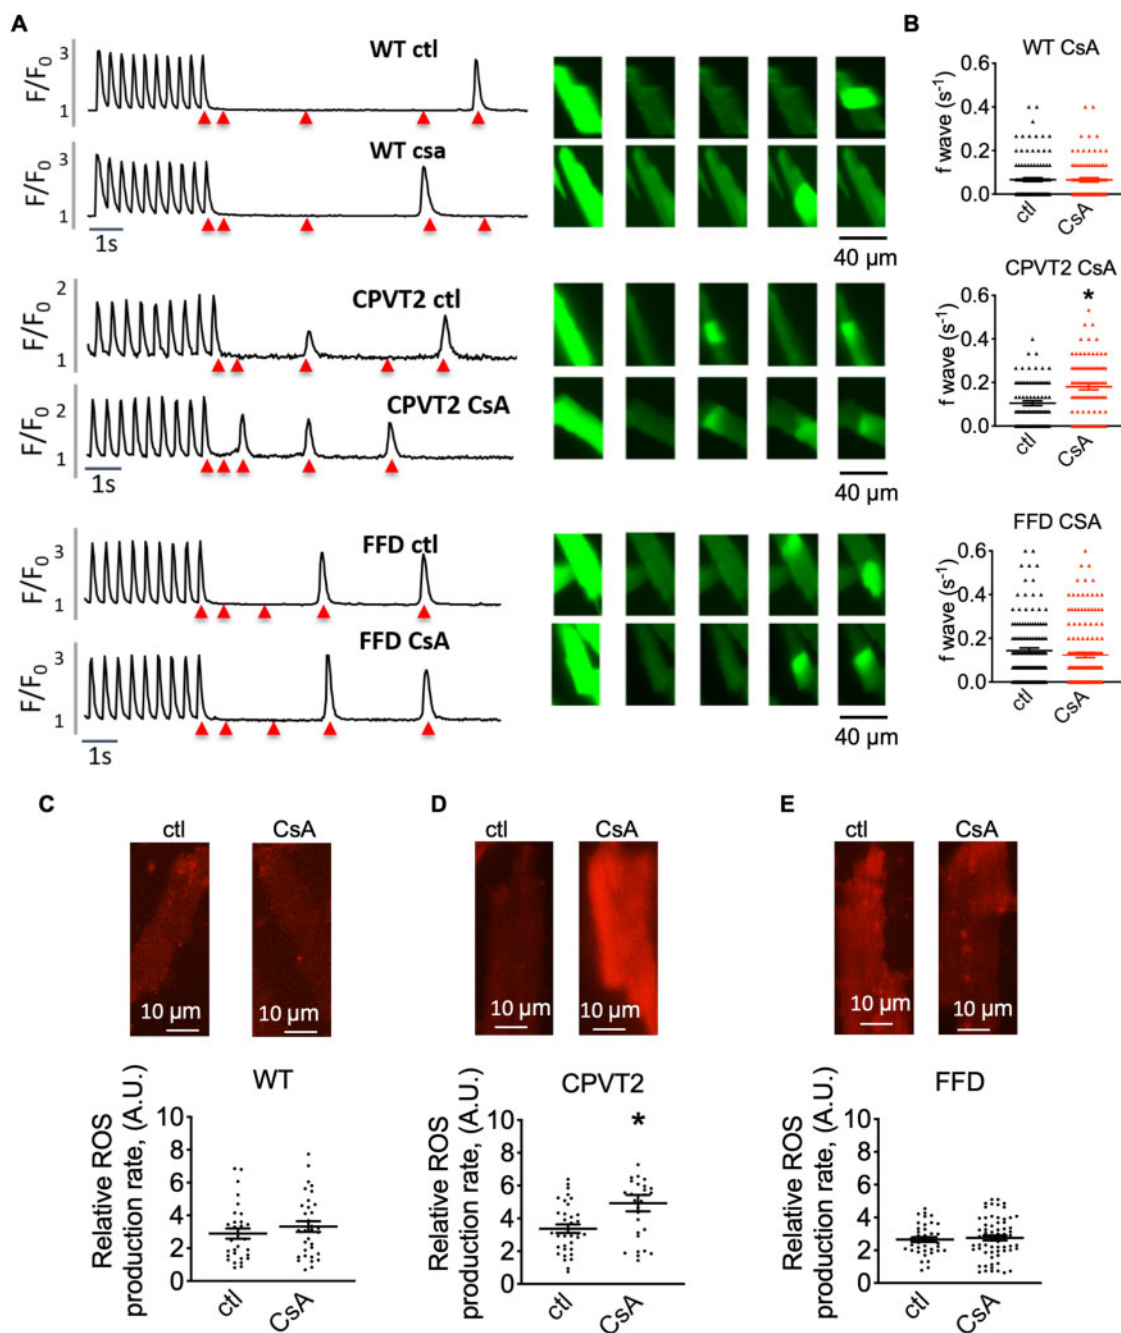 A
F/F0
3
1
WT ctl
F/F0
3
1
WT csa
1s
40 µm
F/F0
2
1
CPVT2 ctl
F/F0
2
1
CPVT2 CsA
1s
40 µm
F/F0
3
1
FFD ctl
F/F0
3
1
FFD CsA
1s
40 µm
B
WT CsA
f wave (s-1)
0.6
0.4
0.2
0.0
ctl
CsA
CPVT2 CsA
*
f wave (s-1)
0.6
0.4
0.2
0.0
ctl
CsA
FFD CSA
f wave (s-1)
0.6
0.4
0.2
0.0
ctl
CsA
C
ctl CsA
10 µm 10 µm
WT
Relative ROS
production rate, (A.U.)
10
8
6
4
2
0
ctl
CsA
D
ctl CsA
10 µm 10 µm
CPVT2
*
Relative ROS
production rate, (A.U.)
10
8
6
4
2
0
ctl
CsA
E
ctl CsA
10 µm 10 µm
FFD
Relative ROS
production rate, (A.U.)
10
8
6
4
2
0
ctl
CsA